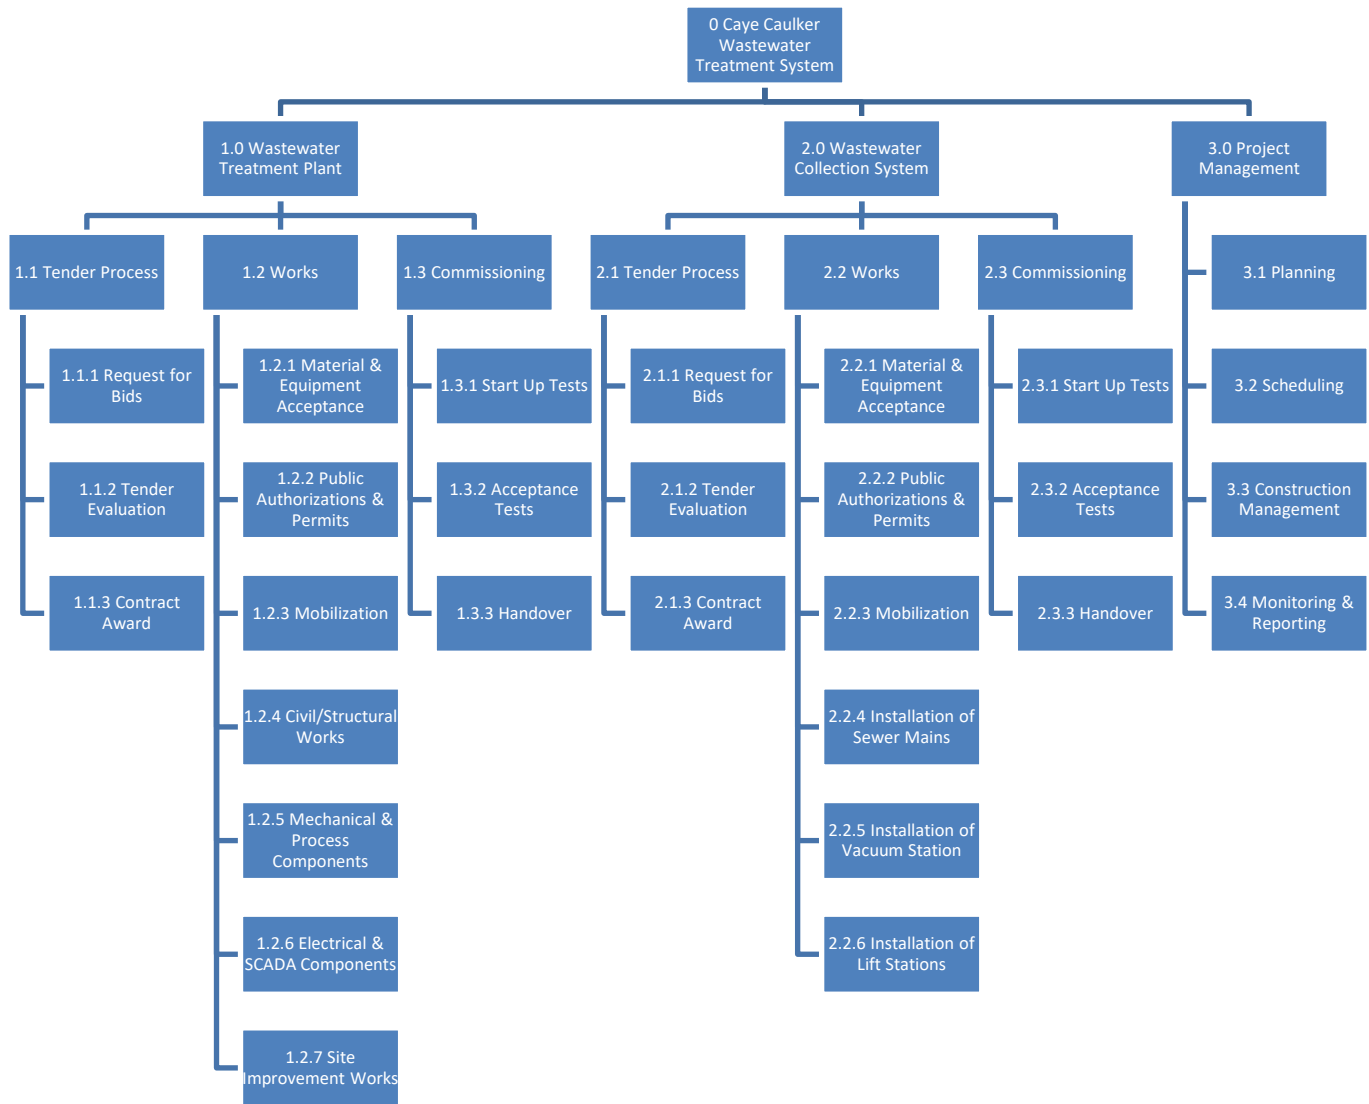 0 Caye Caulker
Wastewater
Treatment System
1.0 Wastewater
Treatment Plant
2.0 Wastewater
Collection System
3.0 Project
Management
1.1 Tender Process
1.2 Works
1.3 Commissioning
2.1 Tender Process
2.2 Works
2.3 Commissioning
3.1 Planning
1.1.1 Request for
Bids
1.2.1 Material &
Equipment
Acceptance
1.3.1 Start Up Tests
2.1.1 Request for
Bids
2.2.1 Material &
Equipment
Acceptance
2.3.1 Start Up Tests
3.2 Scheduling
1.1.2 Tender
Evaluation
1.2.2 Public
Authorizations &
Permits
1.3.2 Acceptance
Tests
2.1.2 Tender
Evaluation
2.2.2 Public
Authorizations &
Permits
2.3.2 Acceptance
Tests
3.3 Construction
Management
1.1.3 Contract
Award
1.2.3 Mobilization
1.3.3 Handover
2.1.3 Contract
Award
2.2.3 Mobilization
2.3.3 Handover
3.4 Monitoring &
Reporting
1.2.4 Civil/Structural
Works
2.2.4 Installation of
Sewer Mains
1.2.5 Mechanical &
Process
Components
2.2.5 Installation of
Vacuum Station
1.2.6 Electrical &
SCADA Components
2.2.6 Installation of
Lift Stations
1.2.7 Site
Improvement Works